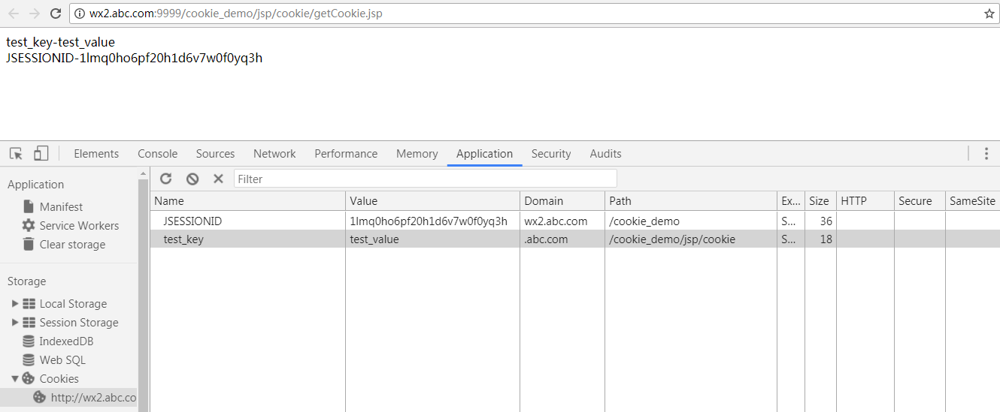 wx2.abc.com:9999/cookie_demo/jsp/cookie/getCookie.jsp
test_key-test_value
JSESSIONID-1lmq0ho6pf20h1d6v7w0f0yq3h
Elements Console Sources Network Performance Memory Application Security Audits
Application
Manifest
Service Workers
Clear storage
Storage
Local Storage
Session Storage
IndexedDB
Web SQL
Cookies
http://wx2.abc.co
Filter
Name Value Domain Path Ex... Size HTTP Secure SameSite
JSESSIONID 1lmq0ho6pf20h1d6v7w0f0yq3h wx2.abc.com /cookie_demo S... 36
test_key test_value .abc.com /cookie_demo/jsp/cookie S... 18